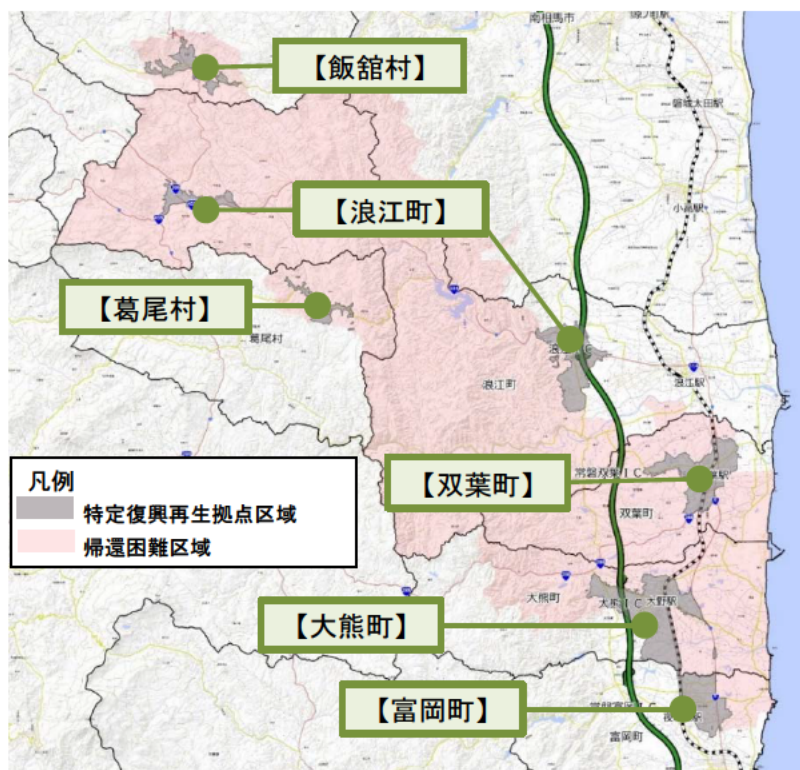 南相馬市
【飯舘村】
磐城太田駅
小高駅
【浪江町】
【葛尾村】
葛尾村
浪江町
浪江駅
凡例
特定復興再生拠点区域
帰還困難区域
常磐双葉IC
【双葉町】
双葉町
大熊町
大熊IC
大野駅
【大熊町】
【富岡町】
富岡町